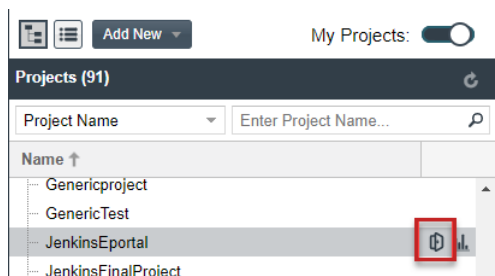 Add New
My Projects:
Projects (91)
Project Name
Enter Project Name...
Name
Genericproject
GenericTest
JenkinsEportal
JenkinsFinalProject